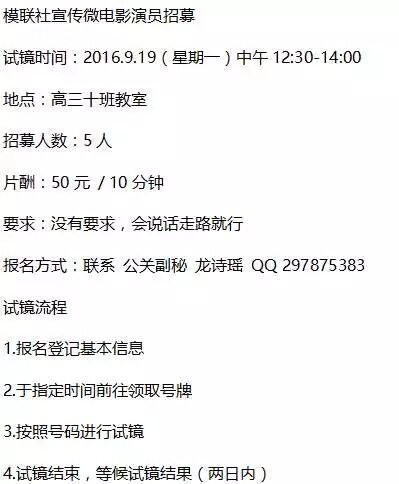 模联社宣传微电影演员招募
试镜时间：2016.9.19（星期一）中午 12:30-14:00
地点：高三十班教室
招募人数：5 人
片酬：50 元 / 10 分钟
要求：没有要求，会说话走路就行
报名方式：联系 公关副秘 龙诗瑶 QQ 297875383
试镜流程
1.报名登记基本信息
2.于指定时间前往领取号牌
3.按照号码进行试镜
4.试镜结束，等候试镜结果（两日内）